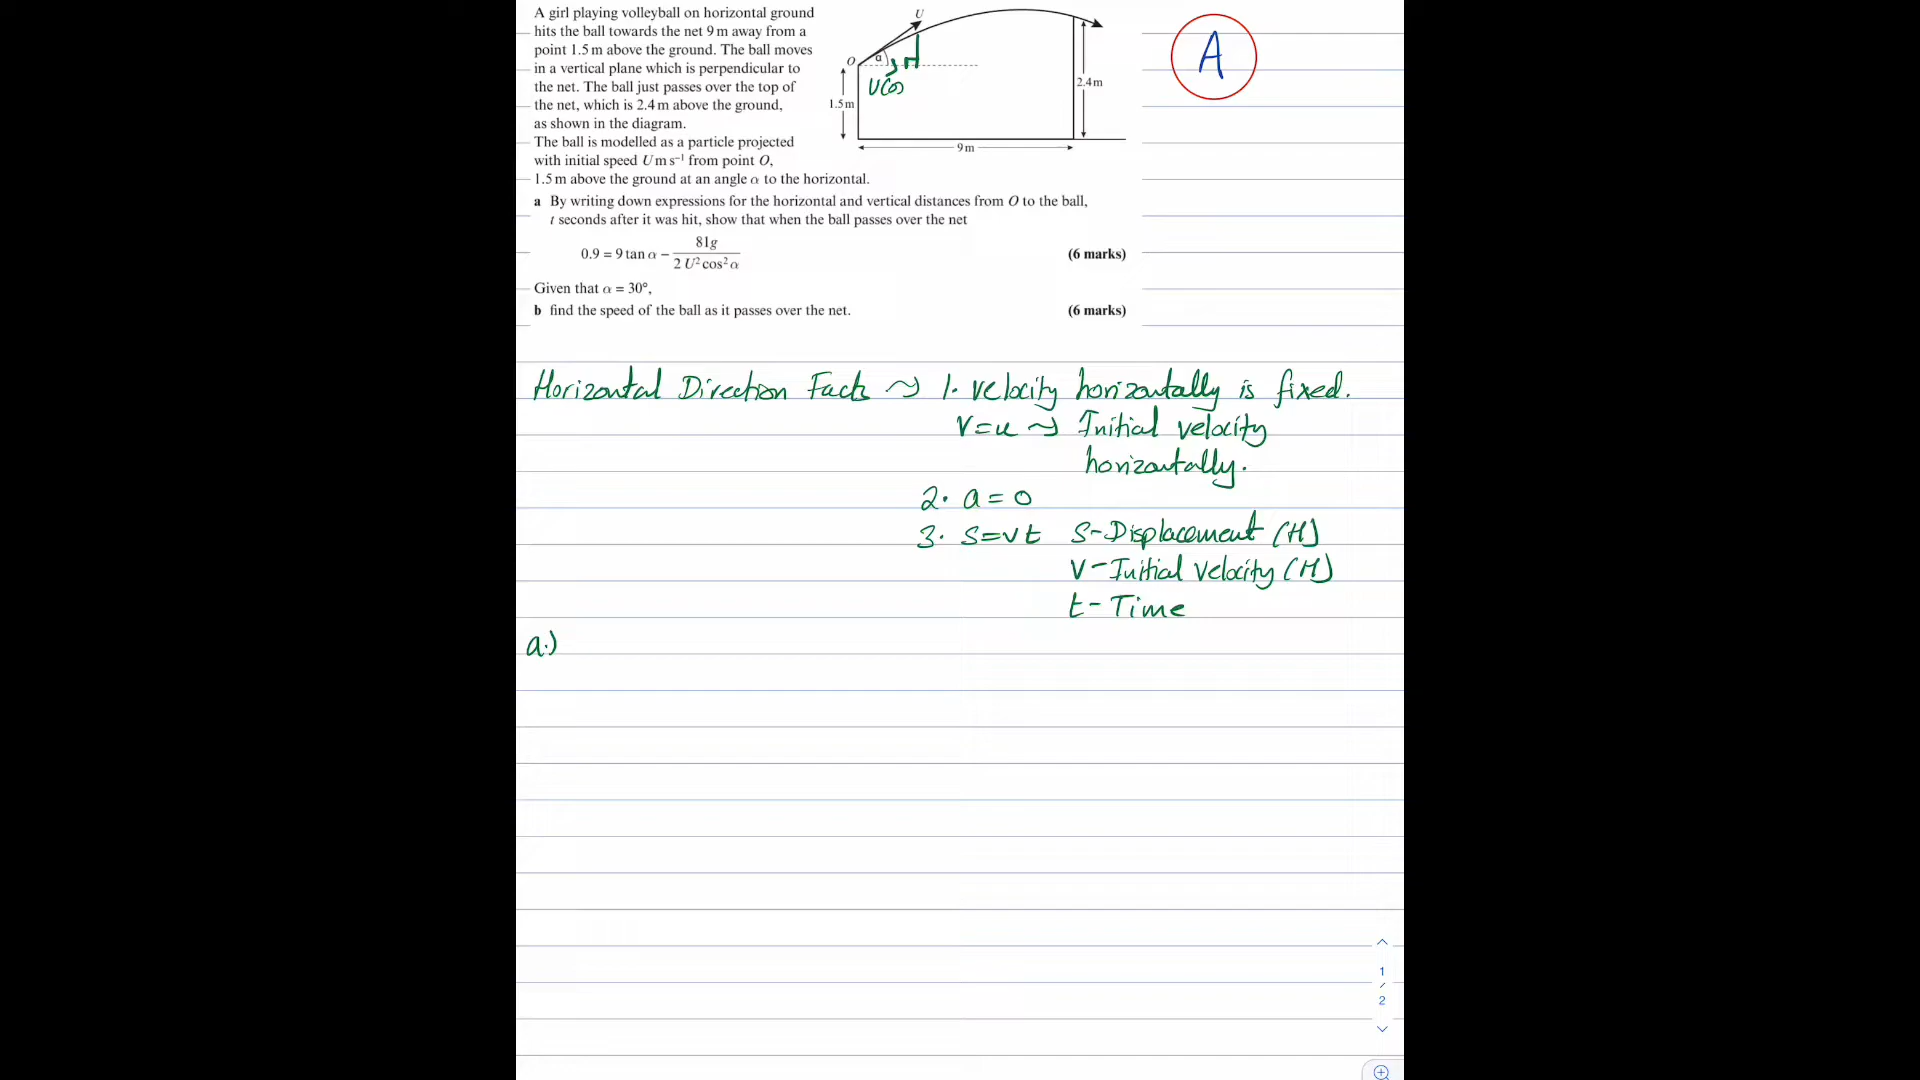 A girl playing volleyball on horizontal ground
hits the ball towards the net 9 m away from a
point 1.5 m above the ground. The ball moves
in a vertical plane which is perpendicular to
the net. The ball just passes over the top of
the net, which is 2.4 m above the ground,
as shown in the diagram.
The ball is modelled as a particle projected
with initial speed U m s⁻¹ from point O,
1.5 m above the ground at an angle α to the horizontal.
U
O
α
UCos
1.5 m
2.4 m
9 m
A
a By writing down expressions for the horizontal and vertical distances from O to the ball,
t seconds after it was hit, show that when the ball passes over the net
0.9 = 9 tan α − 81g / 2 U² cos² α (6 marks)
Given that α = 30°,
b find the speed of the ball as it passes over the net. (6 marks)
Horizontal Direction Facts ~> 1. velocity horizontally is fixed.
V=u ~> Initial velocity
horizontally.
2. a = 0
3. S=vt S-Displacement (H)
V-Initial velocity (H)
t- Time
a.)
1
/
2